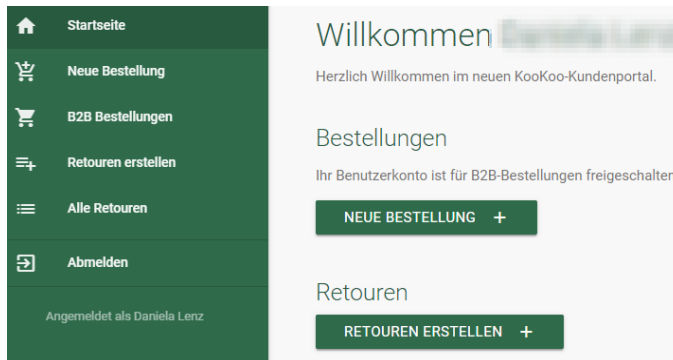 Startseite
Neue Bestellung
B2B Bestellungen
Retouren erstellen
Alle Retouren
Abmelden
Angemeldet als Daniela Lenz
Willkommen
Herzlich Willkommen im neuen KooKoo-Kundenportal.
Bestellungen
Ihr Benutzerkonto ist für B2B-Bestellungen freigeschalten
NEUE BESTELLUNG +
Retouren
RETOUREN ERSTELLEN +